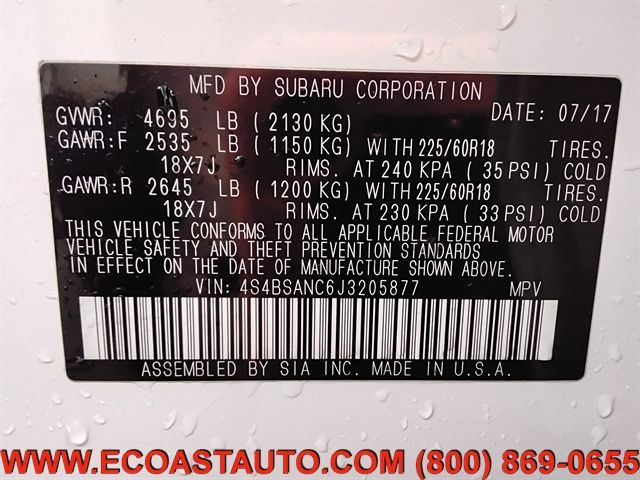 MFD BY SUBARU CORPORATION
GVWR: 4695 LB ( 2130 KG) DATE: 07/17
GAWR:F 2535 LB ( 1150 KG) WITH 225/60R18 TIRES.
18X7J RIMS. AT 240 KPA ( 35 PSI) COLD
GAWR:R 2645 LB ( 1200 KG) WITH 225/60R18 TIRES.
18X7J RIMS. AT 230 KPA ( 33 PSI) COLD
THIS VEHICLE CONFORMS TO ALL APPLICABLE FEDERAL MOTOR
VEHICLE SAFETY AND THEFT PREVENTION STANDARDS
IN EFFECT ON THE DATE OF MANUFACTURE SHOWN ABOVE.
VIN: 4S4BSANC6J3205877 MPV
ASSEMBLED BY SIA INC. MADE IN U.S.A.
WWW.ECOASTAUTO.COM (800) 869-0655